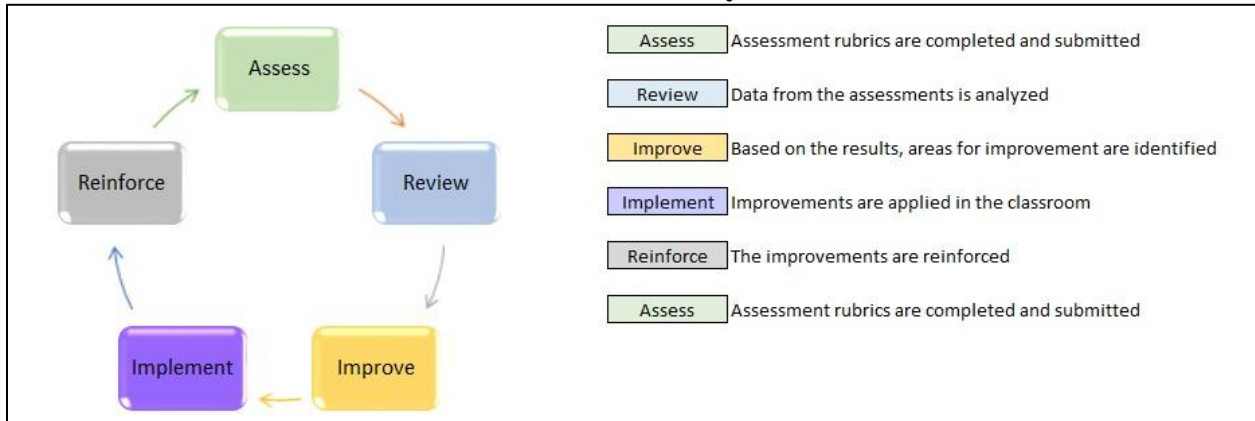 Assess
Review
Improve
Implement
Reinforce
Assess Assessment rubrics are completed and submitted
Review Data from the assessments is analyzed
Improve Based on the results, areas for improvement are identified
Implement Improvements are applied in the classroom
Reinforce The improvements are reinforced
Assess Assessment rubrics are completed and submitted